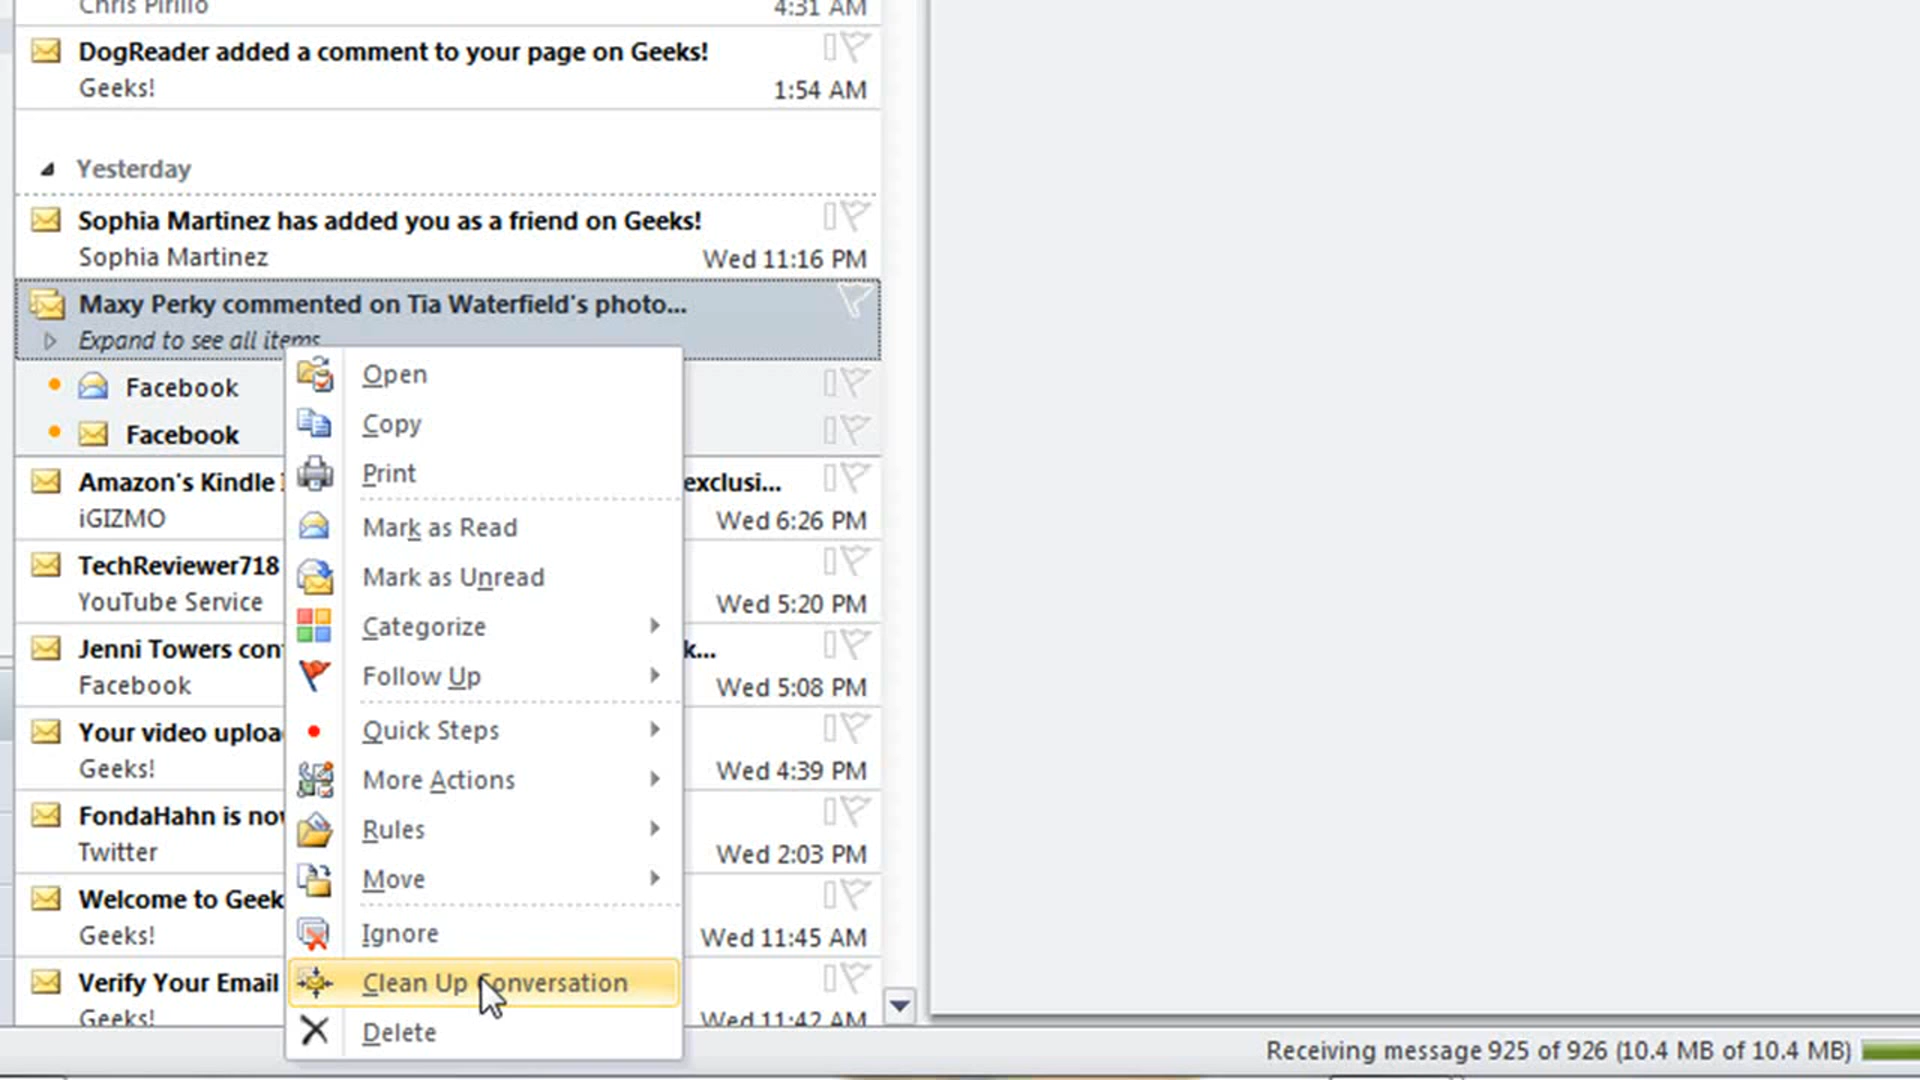 Chris Pirillo 4:31 AM
DogReader added a comment to your page on Geeks!
Geeks! 1:54 AM
Yesterday
Sophia Martinez has added you as a friend on Geeks!
Sophia Martinez Wed 11:16 PM
Maxy Perky commented on Tia Waterfield's photo...
Expand to see all items
Facebook
Facebook
Amazon's Kindle exclusi...
iGIZMO Wed 6:26 PM
TechReviewer718
YouTube Service Wed 5:20 PM
Jenni Towers k...
Facebook Wed 5:08 PM
Your video
Geeks! Wed 4:39 PM
FondaHahn is
Twitter Wed 2:03 PM
Welcome to Geek
Geeks! Wed 11:45 AM
Verify Your Email
Geeks! Wed 11:42 AM
Open
Copy
Print
Mark as Read
Mark as Unread
Categorize
Follow Up
Quick Steps
More Actions
Rules
Move
Ignore
Clean Up Conversation
Delete
Receiving message 925 of 926 (10.4 MB of 10.4 MB)